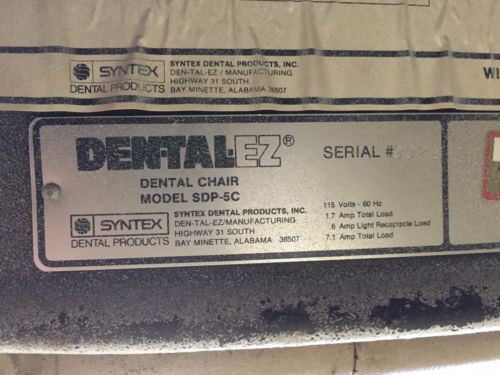 SYNTEX
DENTAL PRODUCTS
SYNTEX DENTAL PRODUCTS, INC.
DEN-TAL-EZ / MANUFACTURING
HIGHWAY 31 SOUTH
BAY MINETTE, ALABAMA 36507
DEN-TAL-EZ®
DENTAL CHAIR
MODEL SDP-5C
SERIAL #
SYNTEX
DENTAL PRODUCTS
SYNTEX DENTAL PRODUCTS, INC.
DEN-TAL-EZ/MANUFACTURING
HIGHWAY 31 SOUTH
BAY MINETTE, ALABAMA 36507
115 Volts - 60 Hz
1.7 Amp Total Load
.6 Amp Light Receptacle Load
7.1 Amp Total Load